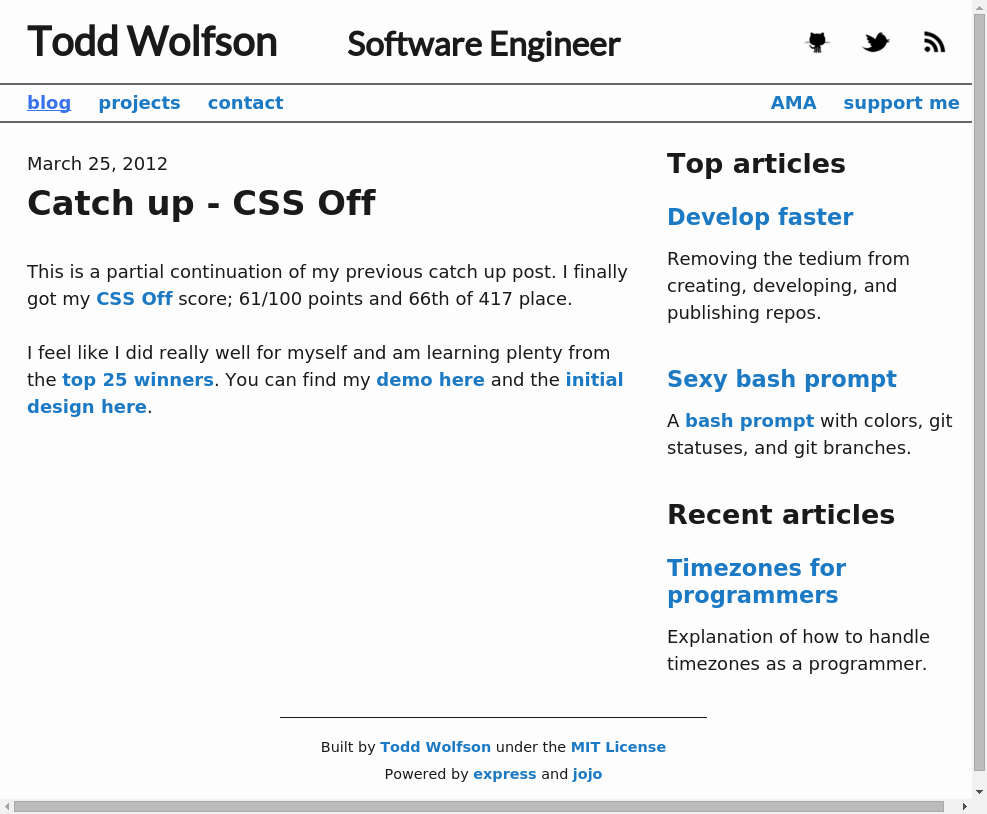 Todd Wolfson
Software Engineer
blog projects contact AMA support me
March 25, 2012
Catch up - CSS Off
This is a partial continuation of my previous catch up post. I finally
got my CSS Off score; 61/100 points and 66th of 417 place.
I feel like I did really well for myself and am learning plenty from
the top 25 winners. You can find my demo here and the initial
design here.
Top articles
Develop faster
Removing the tedium from
creating, developing, and
publishing repos.
Sexy bash prompt
A bash prompt with colors, git
statuses, and git branches.
Recent articles
Timezones for
programmers
Explanation of how to handle
timezones as a programmer.
Built by Todd Wolfson under the MIT License
Powered by express and jojo